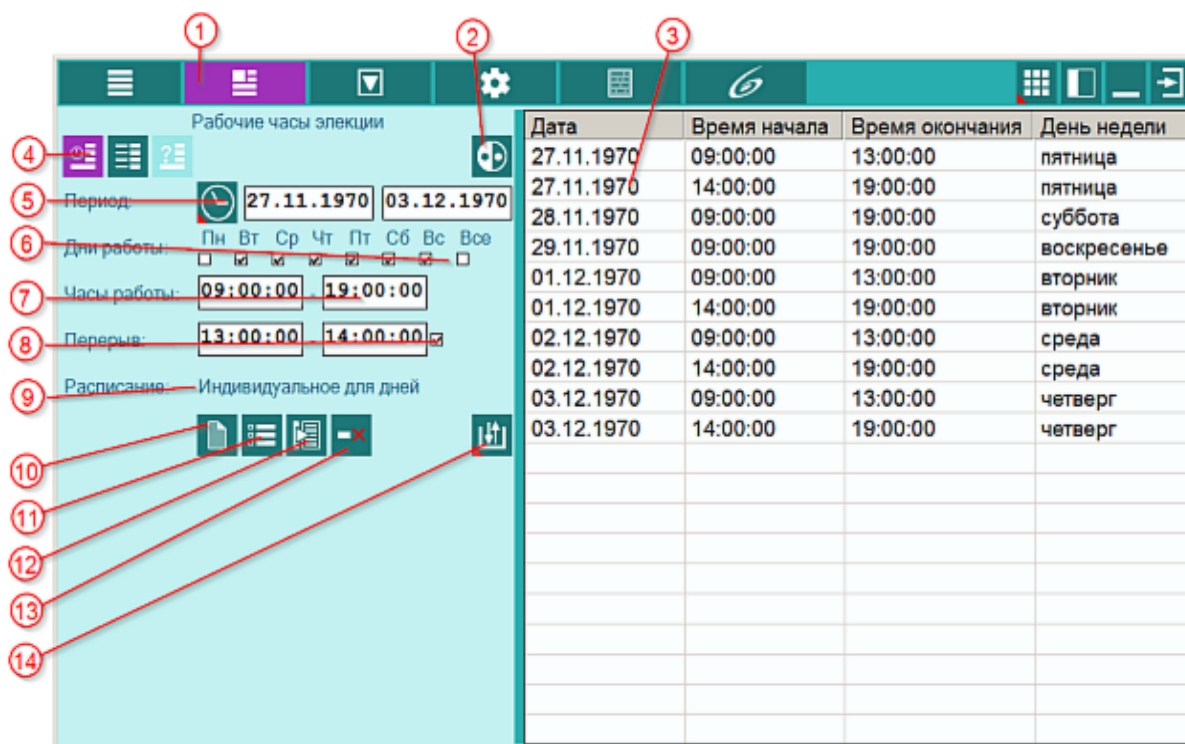 1 2 3
Рабочие часы элекции
4
5 Период: 27.11.1970 03.12.1970
Пн Вт Ср Чт Пт Сб Вс Все
6 Дни работы:
7 Часы работы: 09:00:00 - 19:00:00
8 Перерыв: 13:00:00 - 14:00:00
9 Расписание: Индивидуальное для дней
10
11
12
13
14
Дата Время начала Время окончания День недели
27.11.1970 09:00:00 13:00:00 пятница
27.11.1970 14:00:00 19:00:00 пятница
28.11.1970 09:00:00 19:00:00 суббота
29.11.1970 09:00:00 19:00:00 воскресенье
01.12.1970 09:00:00 13:00:00 вторник
01.12.1970 14:00:00 19:00:00 вторник
02.12.1970 09:00:00 13:00:00 среда
02.12.1970 14:00:00 19:00:00 среда
03.12.1970 09:00:00 13:00:00 четверг
03.12.1970 14:00:00 19:00:00 четверг